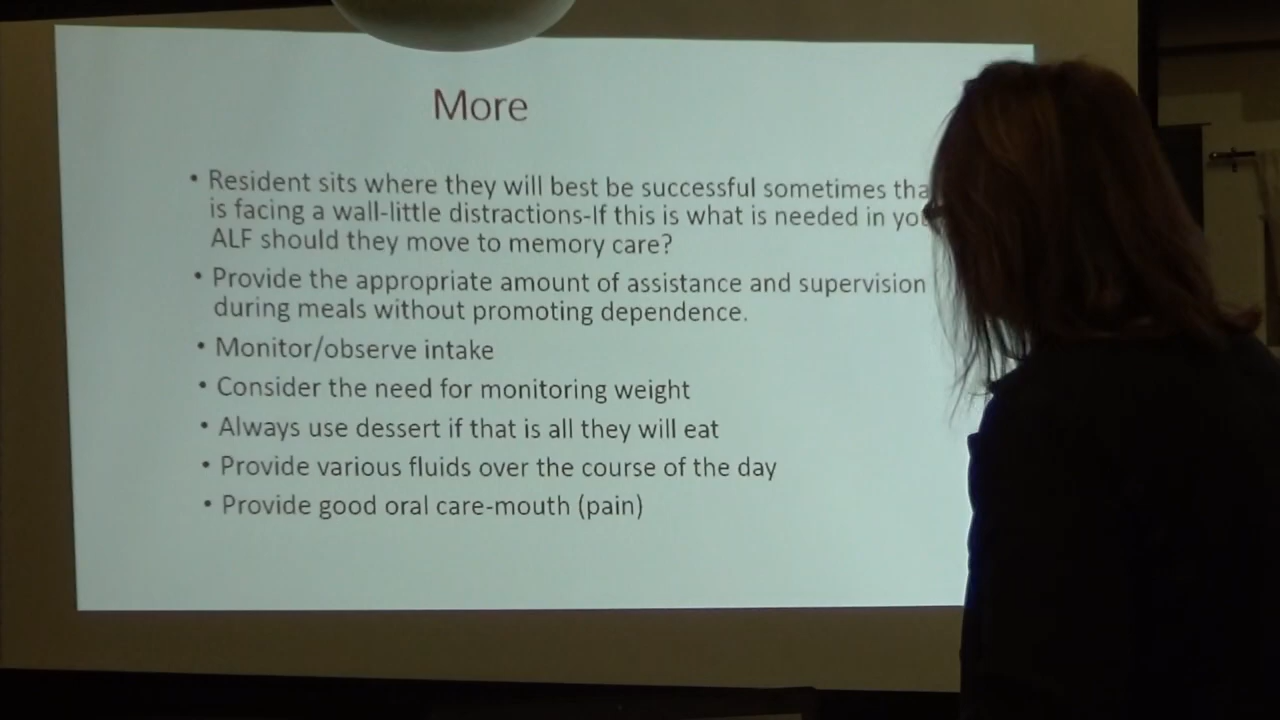 More
• Resident sits where they will best be successful sometimes
is facing a wall-little distractions-If this is what is needed in
ALF should they move to memory care?
• Provide the appropriate amount of assistance and supervision
during meals without promoting dependence.
• Monitor/observe intake
• Consider the need for monitoring weight
• Always use dessert if that is all they will eat
• Provide various fluids over the course of the day
• Provide good oral care-mouth (pain)